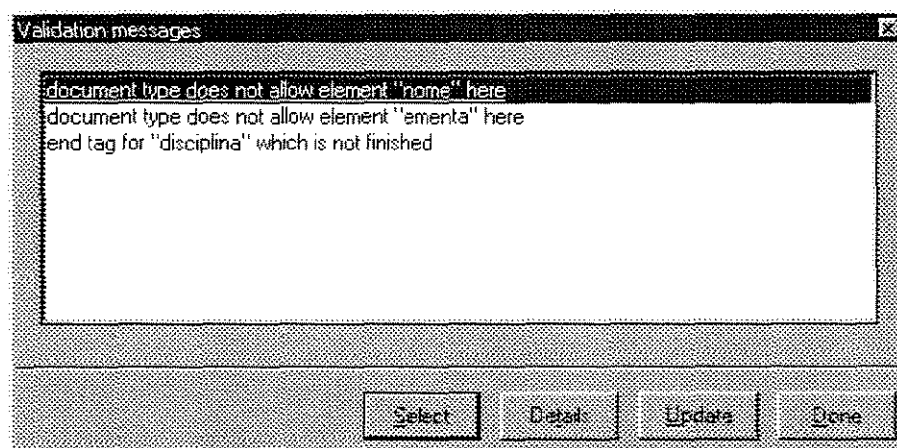 Validation messages
document type does not allow element "nome" here
document type does not allow element "ementa" here
end tag for "disciplina" which is not finished
Select Details Update Done